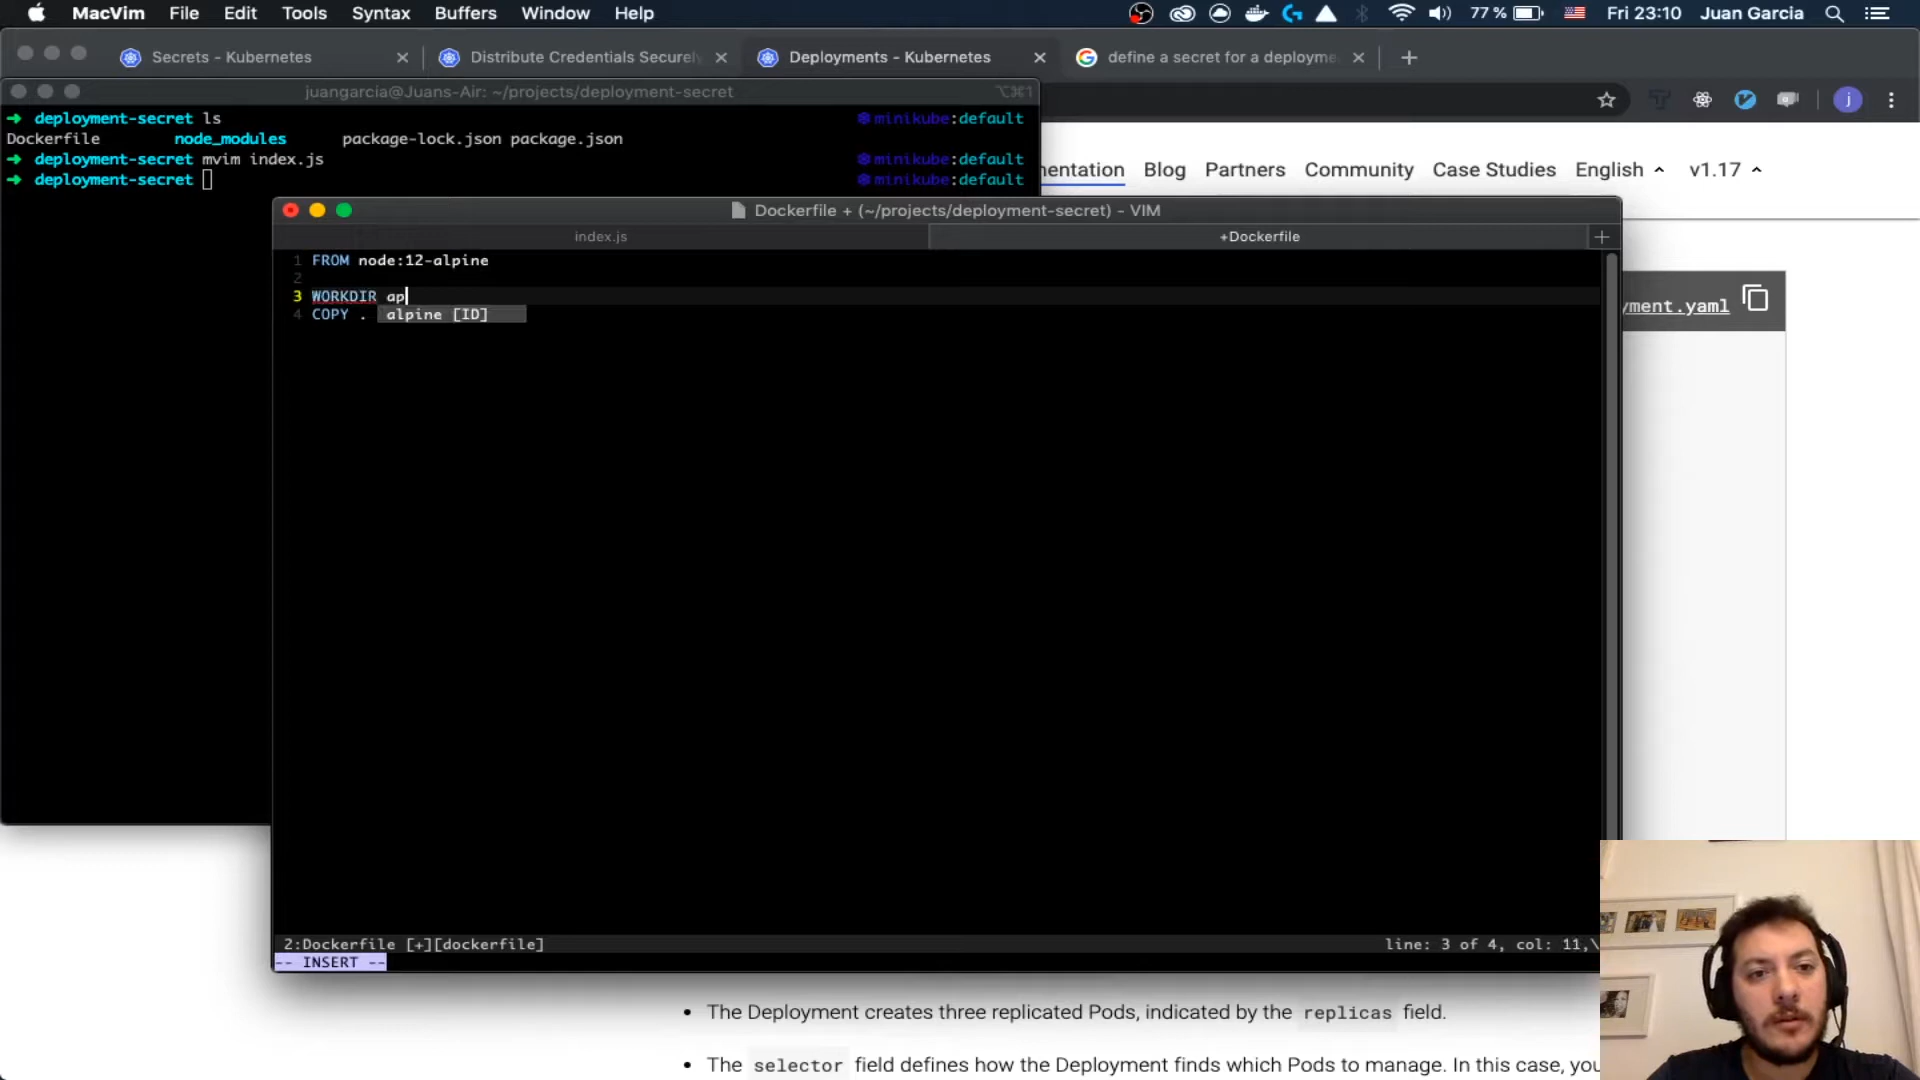 MacVim File Edit Tools Syntax Buffers Window Help 77 % Fri 23:10 Juan Garcia
Secrets - Kubernetes Distribute Credentials Securely Deployments - Kubernetes define a secret for a deployme
juangarcia@Juans-Air: ~/projects/deployment-secret ⌥⌘1
→ deployment-secret ls minikube:default
Dockerfile node_modules package-lock.json package.json
→ deployment-secret mvim index.js minikube:default
→ deployment-secret minikube:default
mentation Blog Partners Community Case Studies English v1.17
Dockerfile + (~/projects/deployment-secret) - VIM
index.js +Dockerfile
1 FROM node:12-alpine
2
3 WORKDIR ap
4 COPY . alpine [ID]
yment.yaml
2:Dockerfile [+][dockerfile] line: 3 of 4, col: 11,\
-- INSERT --
• The Deployment creates three replicated Pods, indicated by the replicas field.
• The selector field defines how the Deployment finds which Pods to manage. In this case, you